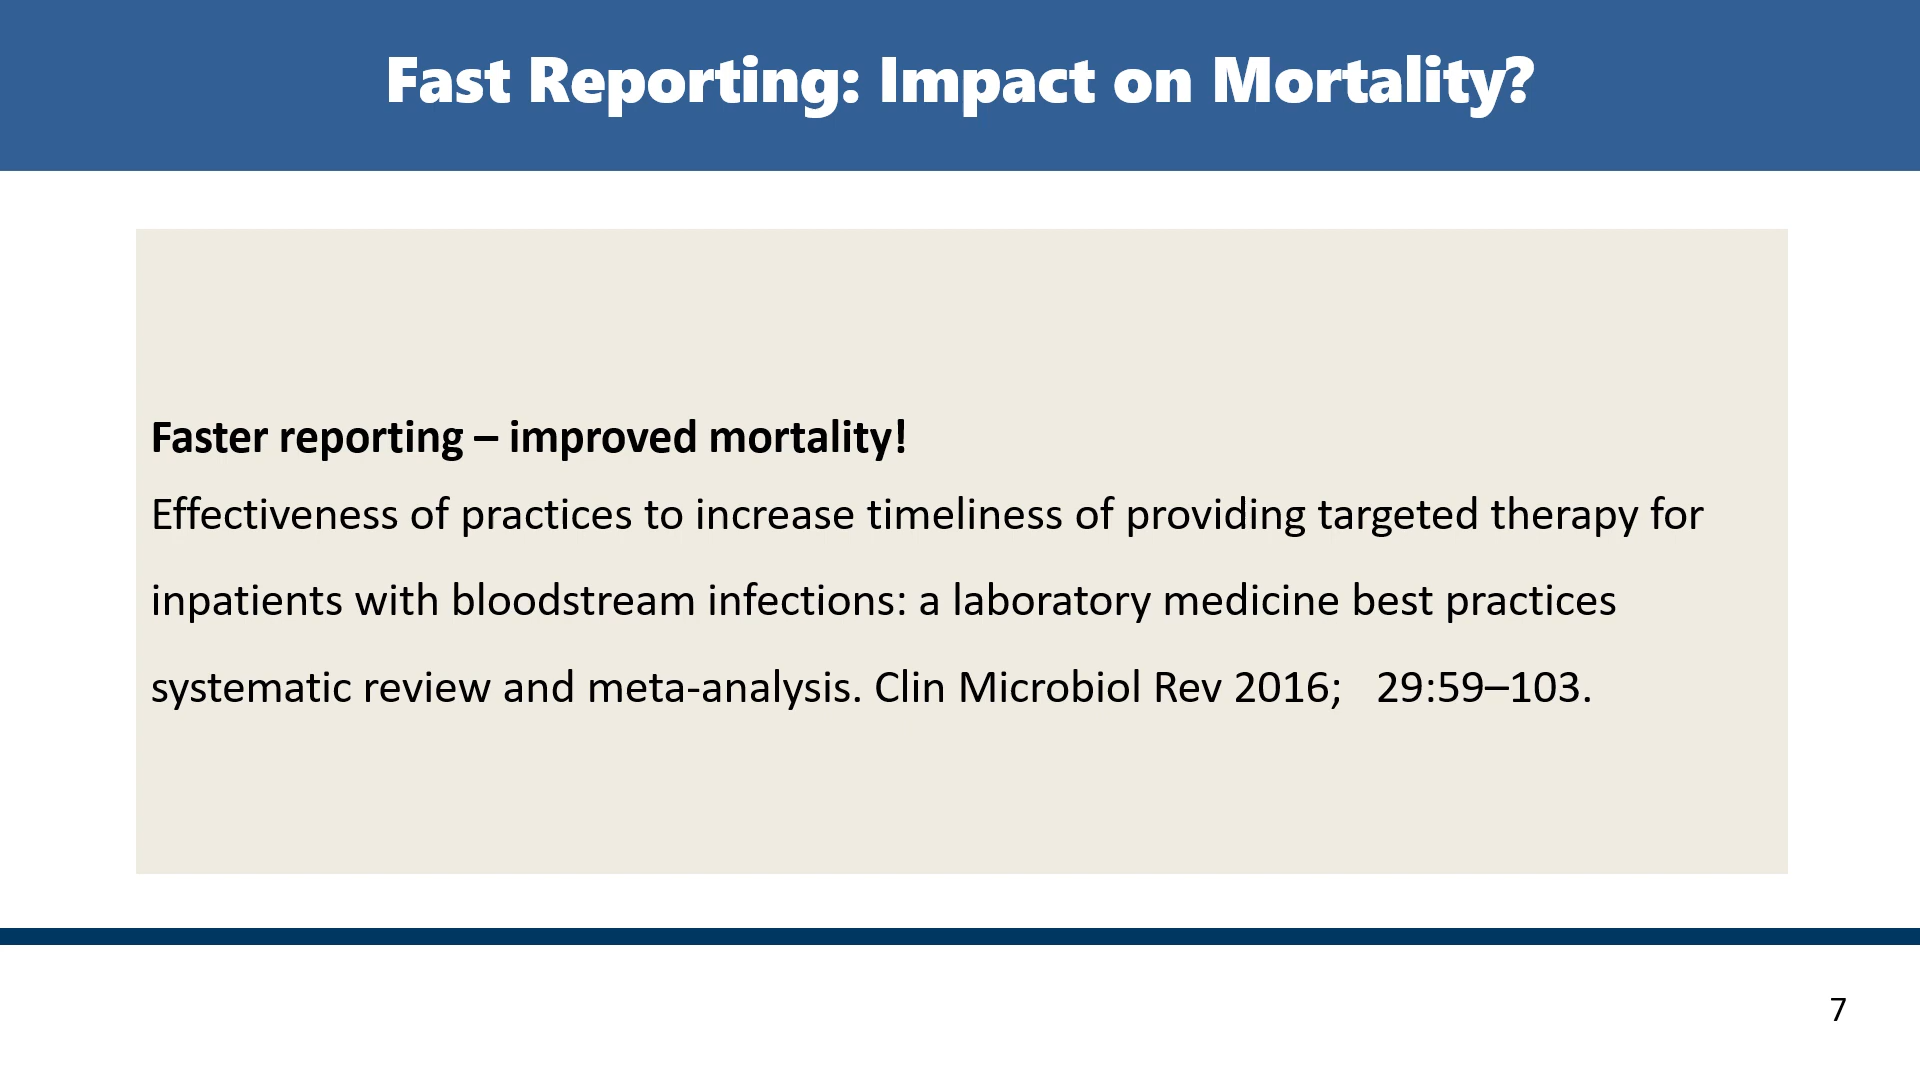 Fast Reporting: Impact on Mortality?
Faster reporting – improved mortality!
Effectiveness of practices to increase timeliness of providing targeted therapy for
inpatients with bloodstream infections: a laboratory medicine best practices
systematic review and meta-analysis. Clin Microbiol Rev 2016;   29:59–103.
7